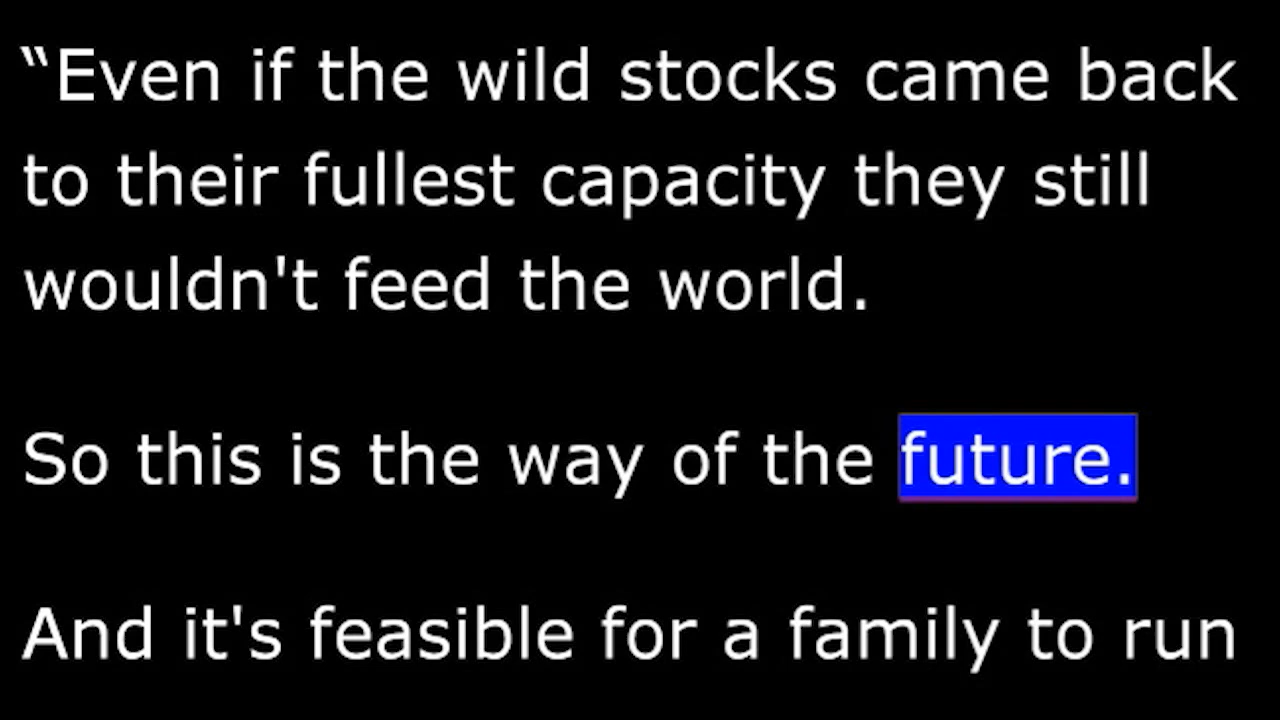 “Even if the wild stocks came back
to their fullest capacity they still
wouldn't feed the world.
So this is the way of the future.
And it's feasible for a family to run